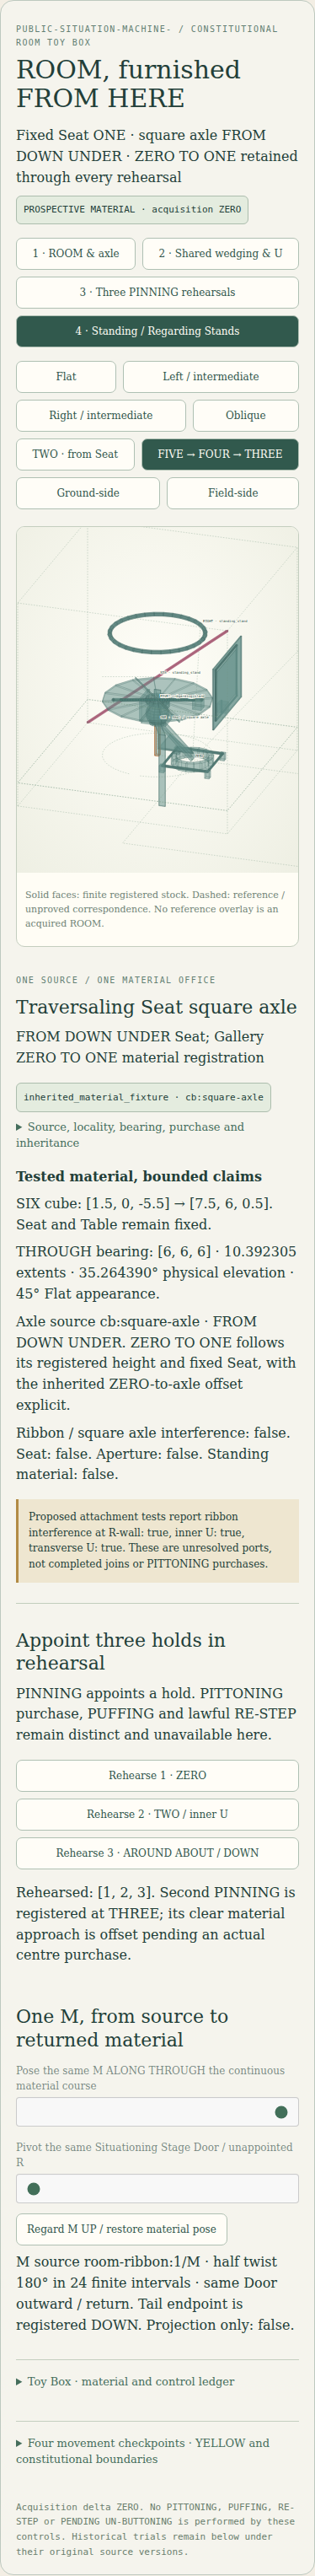 PUBLIC-SITUATION-MACHINE- / CONSTITUTIONAL
ROOM TOY BOX
ROOM, furnished
FROM HERE
Fixed Seat ONE · square axle FROM
DOWN UNDER · ZERO TO ONE retained
through every rehearsal
PROSPECTIVE MATERIAL · acquisition ZERO
1 · ROOM & axle
2 · Shared wedging & U
3 · Three PINNING rehearsals
4 · Standing / Regarding Stands
Flat
Left / intermediate
Right / intermediate
Oblique
TWO · from Seat
FIVE → FOUR → THREE
Ground-side
Field-side
Solid faces: finite registered stock. Dashed: reference /
unproved correspondence. No reference overlay is an
acquired ROOM.
ONE SOURCE / ONE MATERIAL OFFICE
Traversaling Seat square axle
FROM DOWN UNDER Seat; Gallery
ZERO TO ONE material registration
inherited_material_fixture · cb:square-axle
▶ Source, locality, bearing, purchase and
inheritance
Tested material, bounded claims
SIX cube: [1.5, 0, -5.5] → [7.5, 6, 0.5].
Seat and Table remain fixed.
THROUGH bearing: [6, 6, 6] · 10.392305
extents · 35.264390° physical elevation ·
45° Flat appearance.
Axle source cb:square-axle · FROM
DOWN UNDER. ZERO TO ONE follows
its registered height and fixed Seat, with
the inherited ZERO-to-axle offset
explicit.
Ribbon / square axle interference: false.
Seat: false. Aperture: false. Standing
material: false.
Proposed attachment tests report ribbon
interference at R-wall: true, inner U: true,
transverse U: true. These are unresolved ports,
not completed joins or PITTONING purchases.
Appoint three holds in
rehearsal
PINNING appoints a hold. PITTONING
purchase, PUFFING and lawful RE-STEP
remain distinct and unavailable here.
Rehearse 1 · ZERO
Rehearse 2 · TWO / inner U
Rehearse 3 · AROUND ABOUT / DOWN
Rehearsed: [1, 2, 3]. Second PINNING is
registered at THREE; its clear material
approach is offset pending an actual
centre purchase.
One M, from source to
returned material
Pose the same M ALONG THROUGH the continuous
material course
Pivot the same Situationing Stage Door / unappointed
R
Regard M UP / restore material pose
M source room-ribbon:1/M · half twist
180° in 24 finite intervals · same Door
outward / return. Tail endpoint is
registered DOWN. Projection only: false.
▶ Toy Box · material and control ledger
▶ Four movement checkpoints · YELLOW and
constitutional boundaries
Acquisition delta ZERO. No PITTONING, PUFFING, RE-
STEP or PENDING UN-BUTTONING is performed by these
controls. Historical trials remain below under
their original source versions.